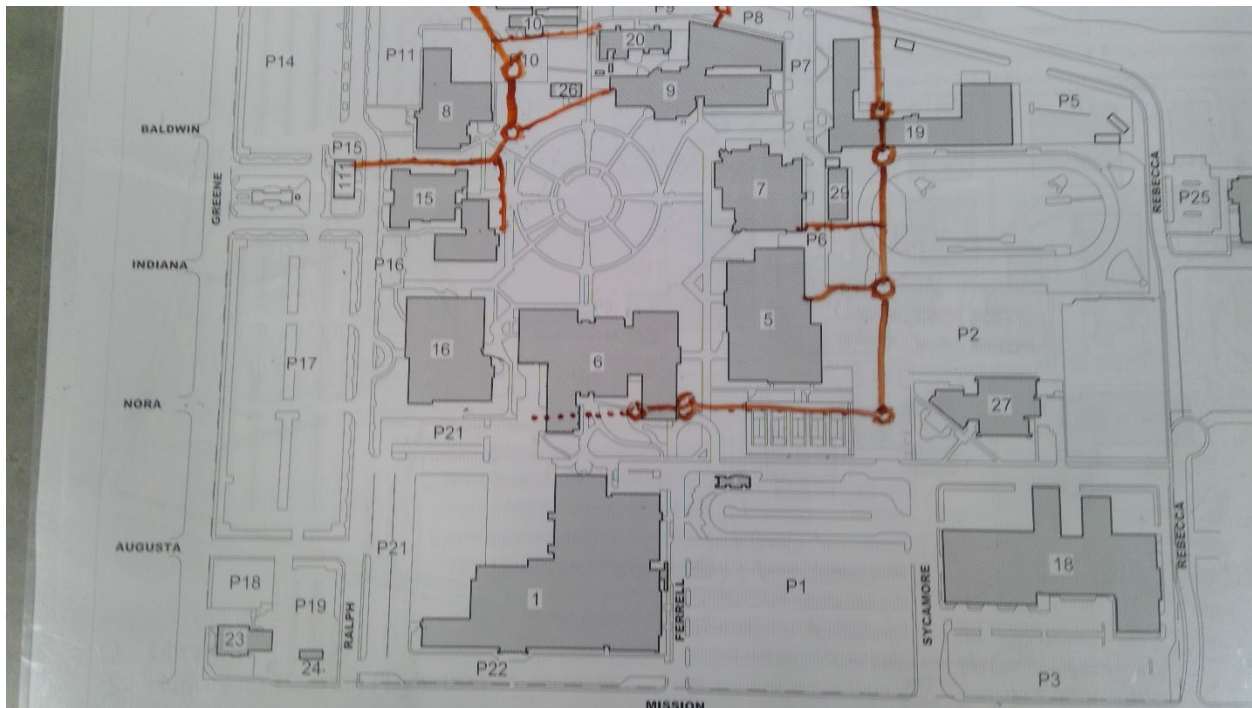 P9
10
P8
20
P14
P11
P10
P7
9
26
8
P5
19
BALDWIN
P15
111
7
29
15
REBECCA
P25
GREENE
P6
INDIANA
P16
5
P2
16
6
P17
27
NORA
P21
AUGUSTA
P21
18
REBECCA
P18
P19
1
P1
FERRELL
SYCAMORE
RALPH
23
24
P22
P3
MISSION